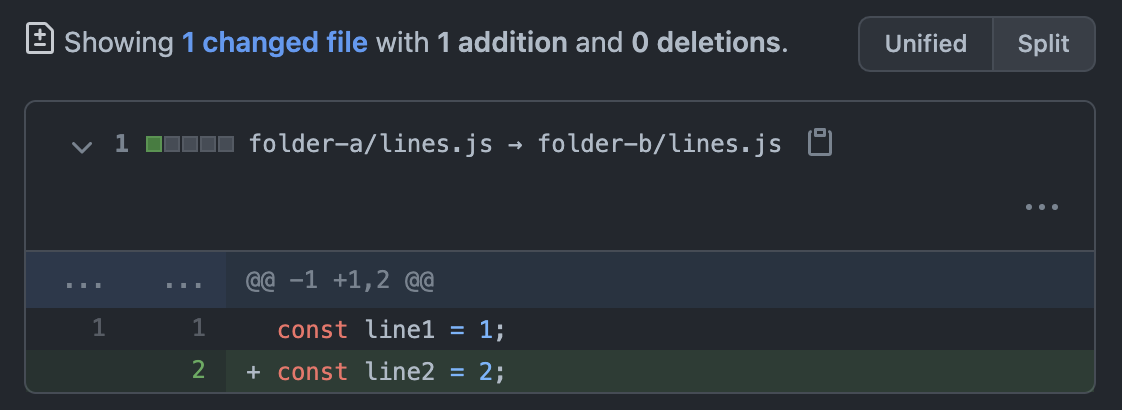 Showing 1 changed file with 1 addition and 0 deletions.
Unified Split
1 folder-a/lines.js → folder-b/lines.js
...
... ... @@ -1 +1,2 @@
1 1 const line1 = 1;
2 + const line2 = 2;